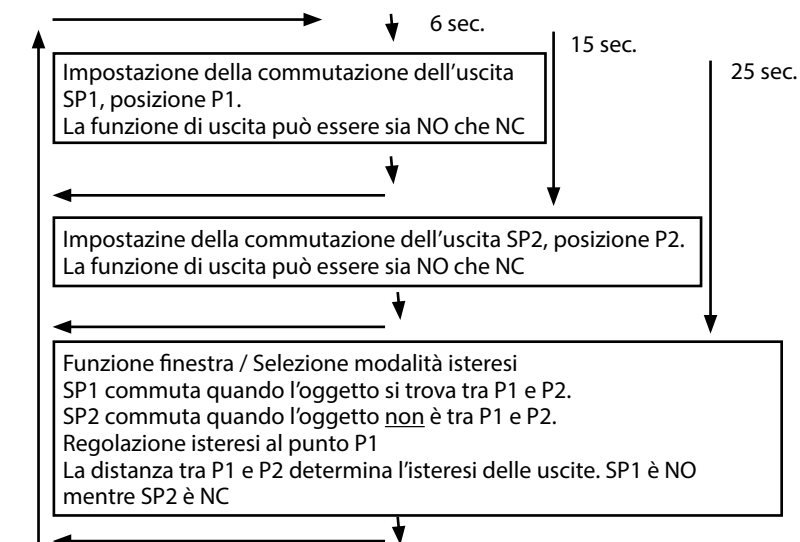 6 sec.
15 sec.
25 sec.
Impostazione della commutazione dell'uscita
SP1, posizione P1.
La funzione di uscita può essere sia NO che NC
Impostazine della commutazione dell'uscita SP2, posizione P2.
La funzione di uscita può essere sia NO che NC
Funzione finestra / Selezione modalità isteresi
SP1 commuta quando l'oggetto si trova tra P1 e P2.
SP2 commuta quando l'oggetto non è tra P1 e P2.
Regolazione isteresi al punto P1
La distanza tra P1 e P2 determina l'isteresi delle uscite. SP1 è NO
mentre SP2 è NC